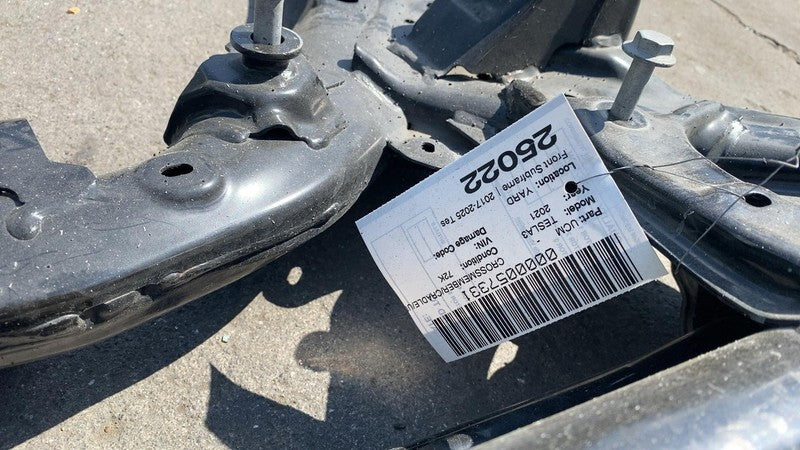 0000057331
CROSSMEMBER/CRADLE/
Part: UCM -
Model: TESLA3
Year: 2021
Condition: 72K
VIN:
Damage Code:
Location: YARD
Front Subframe 2017-2025 Tes
25022